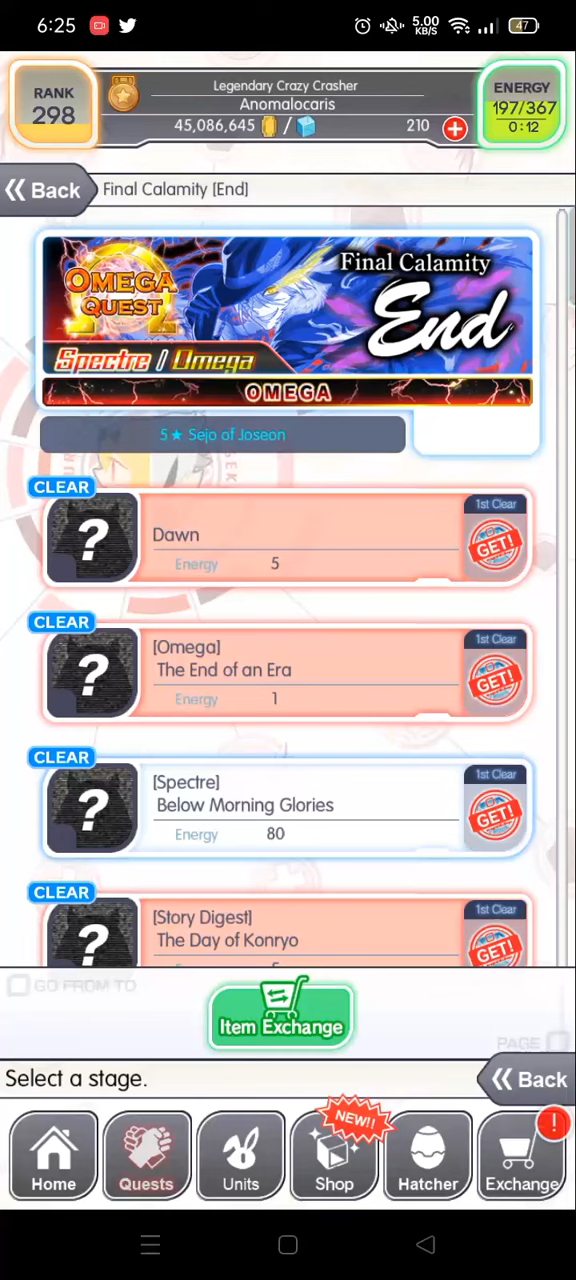 6:25
5.00
KB/S
47
RANK
298
Legendary Crazy Crasher
Anomalocaris
45,086,645 / 210
ENERGY
197/367
0:12
Back
Final Calamity [End]
OMEGA
QUEST
Final Calamity
End
Spectre / Omega
OMEGA
5★ Sejo of Joseon
CLEAR
?
Dawn
Energy 5
1st Clear
GET!
CLEAR
?
[Omega]
The End of an Era
Energy 1
1st Clear
GET!
CLEAR
?
[Spectre]
Below Morning Glories
Energy 80
1st Clear
GET!
CLEAR
?
[Story Digest]
The Day of Konryo
1st Clear
GET!
GO FROM TO
Item Exchange
PAGE
Select a stage.
Back
Home
Quests
Units
NEW!!
Shop
Hatcher
!
Exchange